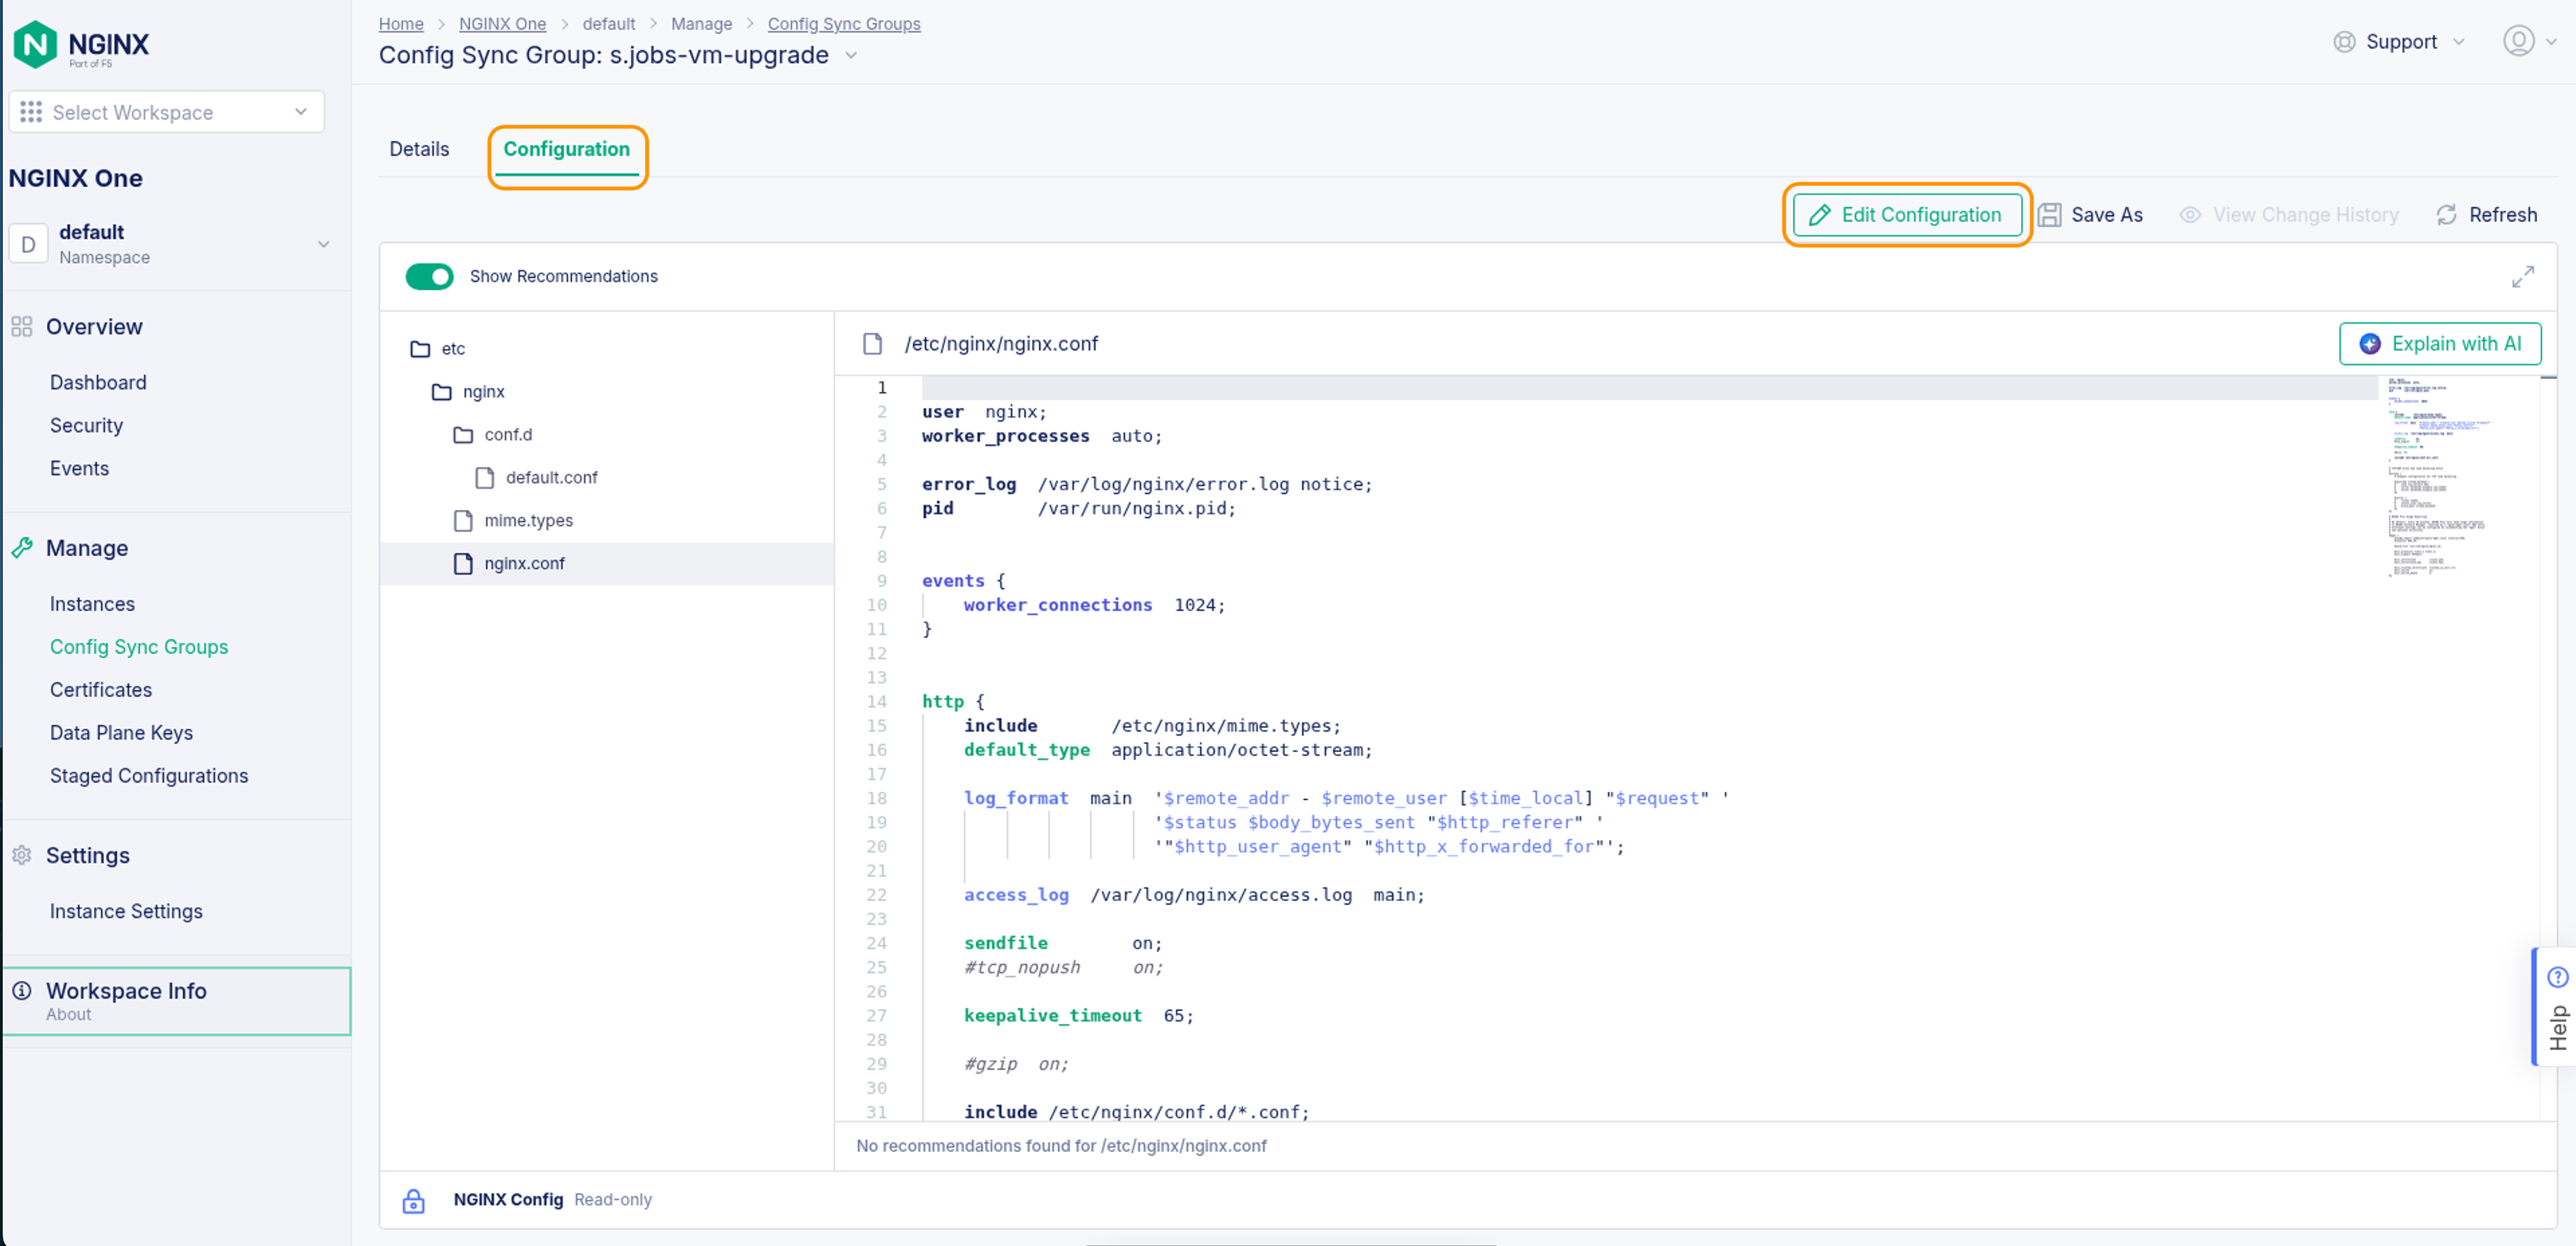 NGINX
Part of F5
Select Workspace
NGINX One
D
default
Namespace
Overview
Dashboard
Security
Events
Manage
Instances
Config Sync Groups
Certificates
Data Plane Keys
Staged Configurations
Settings
Instance Settings
Workspace Info
About
Home > NGINX One > default > Manage > Config Sync Groups
Config Sync Group: s.jobs-vm-upgrade
Support
Details Configuration
Edit Configuration Save As View Change History Refresh
Show Recommendations
etc
nginx
conf.d
default.conf
mime.types
nginx.conf
/etc/nginx/nginx.conf
Explain with AI
1
2 user  nginx;
3 worker_processes  auto;
4
5 error_log  /var/log/nginx/error.log notice;
6 pid        /var/run/nginx.pid;
7
8
9 events {
10     worker_connections  1024;
11 }
12
13
14 http {
15     include       /etc/nginx/mime.types;
16     default_type  application/octet-stream;
17
18     log_format  main  '$remote_addr - $remote_user [$time_local] "$request" '
19                       '$status $body_bytes_sent "$http_referer" '
20                       '"$http_user_agent" "$http_x_forwarded_for"';
21
22     access_log  /var/log/nginx/access.log  main;
23
24     sendfile        on;
25     #tcp_nopush     on;
26
27     keepalive_timeout  65;
28
29     #gzip  on;
30
31     include /etc/nginx/conf.d/*.conf;
No recommendations found for /etc/nginx/nginx.conf
NGINX Config Read-only
Help